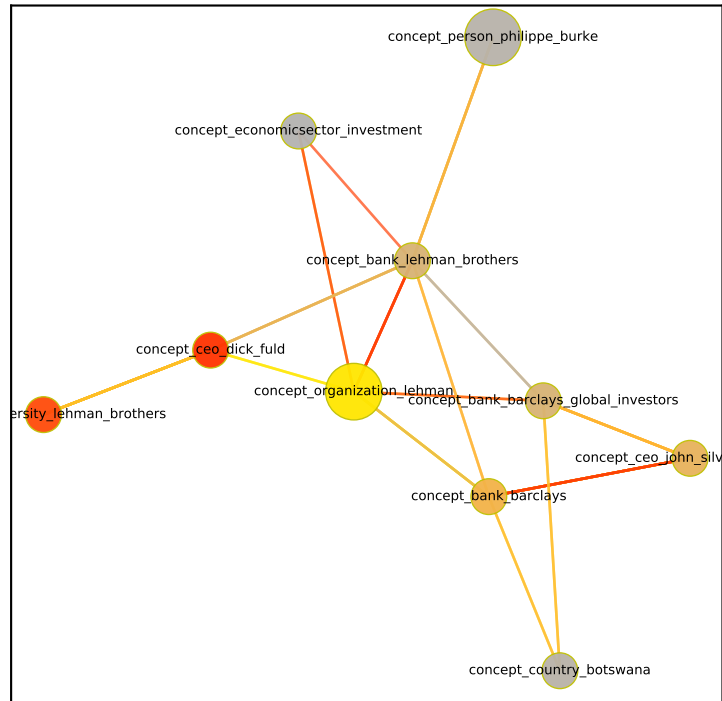 concept_person_philippe_burke
concept_economicsector_investment
concept_bank_lehman_brothers
concept_ceo_dick_fuld
concept_organization_lehman
concept_bank_barclays_global_investors
ersity_lehman_brothers
concept_ceo_john_silv
concept_bank_barclays
concept_country_botswana